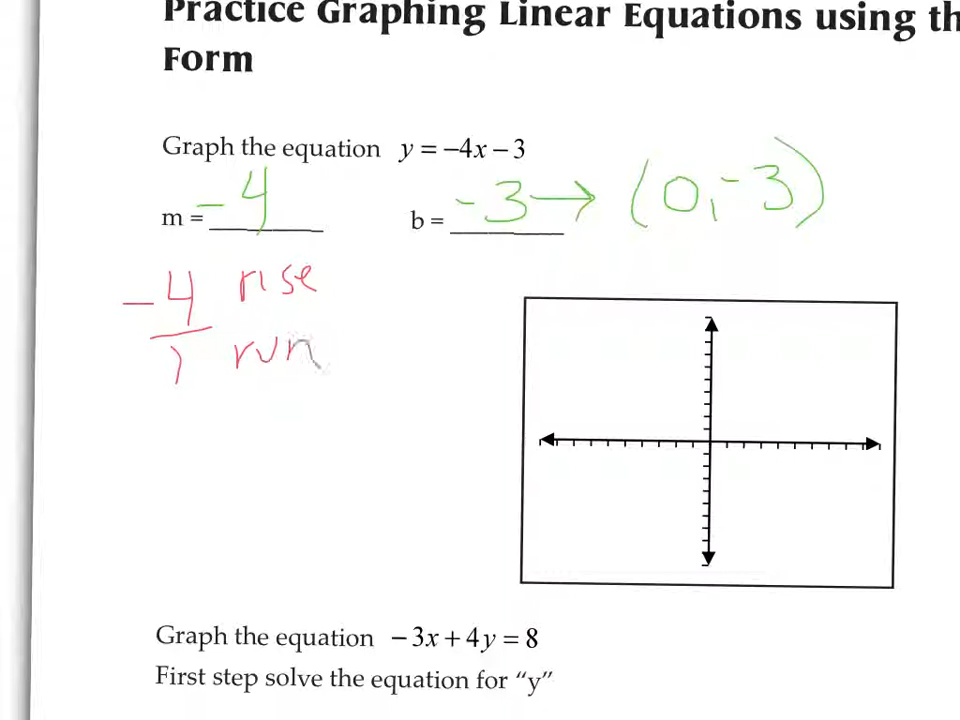 Practice Graphing Linear Equations using th
Form
Graph the equation y = −4x − 3
m = -4 b = -3 → (0, -3)
-4 rise
1 run
Graph the equation − 3x + 4y = 8
First step solve the equation for “y”